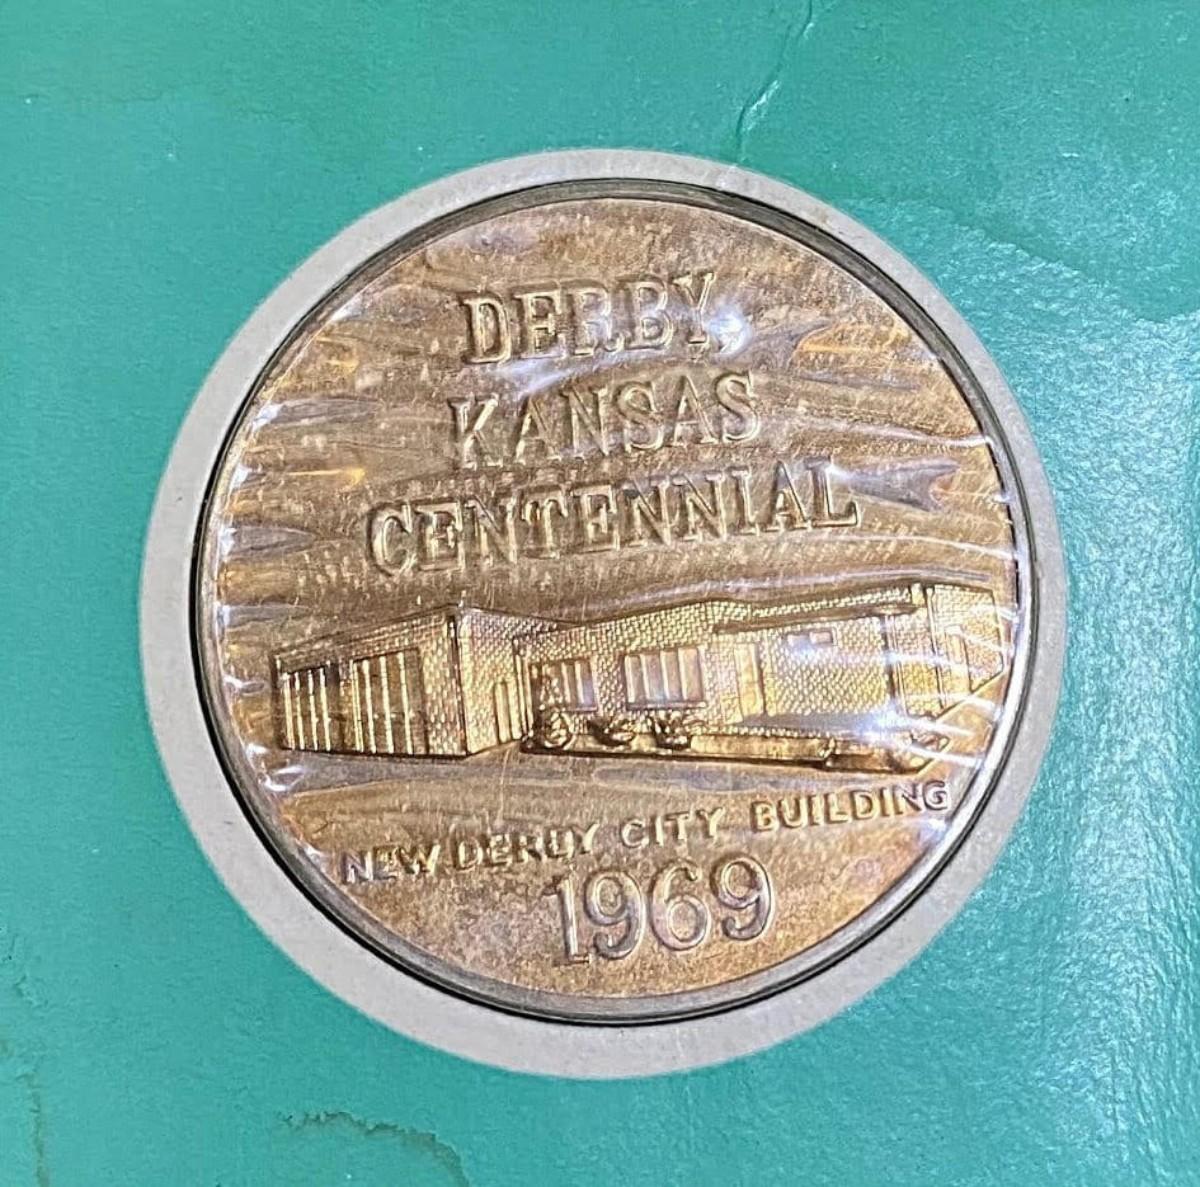 DERBY,
KANSAS
CENTENNIAL
NEW DERBY CITY BUILDING
1969